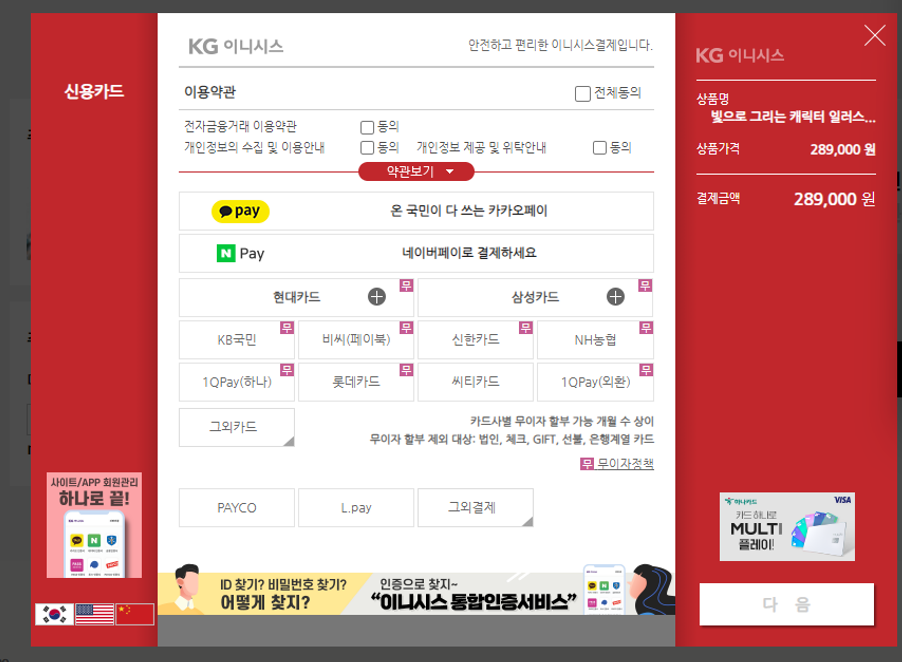 신용카드
KG 이니시스
안전하고 편리한 이니시스결제입니다.
이용약관
전체동의
전자금융거래 이용약관 동의
개인정보의 수집 및 이용안내 동의 개인정보 제공 및 위탁안내 동의
약관보기
pay 온 국민이 다 쓰는 카카오페이
N Pay 네이버페이로 결제하세요
현대카드 무 삼성카드 무
KB국민 무 비씨(페이북) 무 신한카드 무 NH농협 무
1QPay(하나) 무 롯데카드 무 씨티카드 1QPay(외환) 무
그외카드
카드사별 무이자 할부 가능 개월 수 상이
무이자 할부 제외 대상: 법인, 체크, GIFT, 선불, 은행계열 카드
무 무이자정책
PAYCO L.pay 그외결제
ID 찾기? 비밀번호 찾기?
어떻게 찾지?
인증으로 찾지~
“이니시스 통합인증서비스”
사이트/APP 회원관리
하나로 끝!
KG 이니시스
상품명
빛으로 그리는 캐릭터 일러스...
상품가격 289,000 원
결제금액 289,000 원
하나카드 VISA
카드 하나로
MULTI
플레이!
다 음